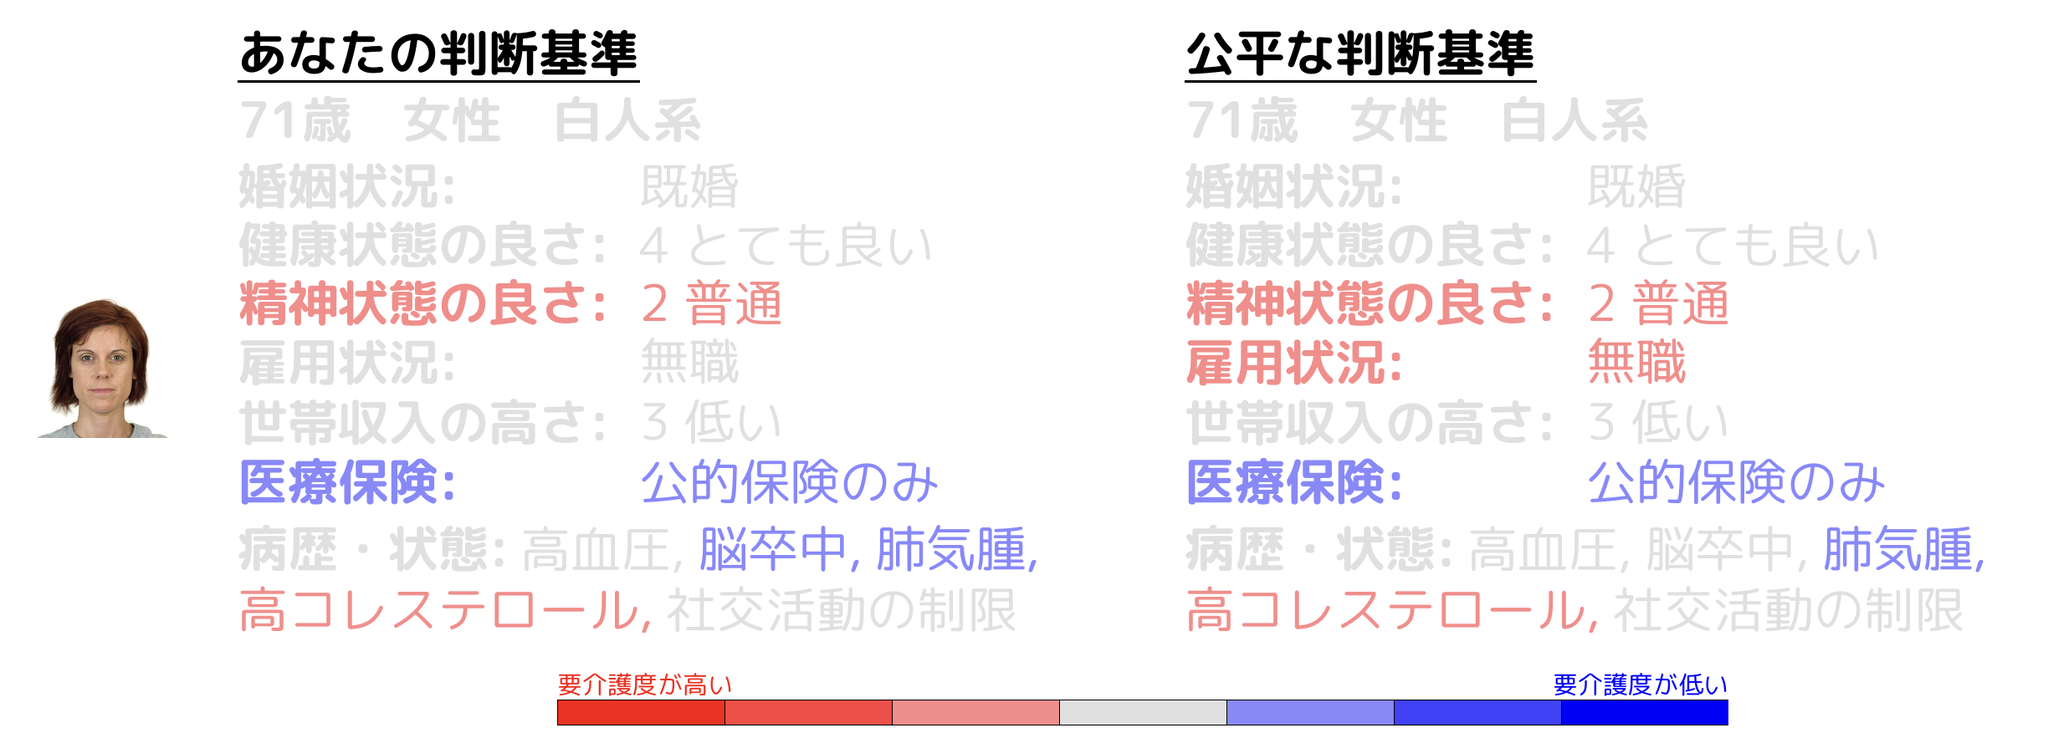 あなたの判断基準
71歳　女性　白人系
婚姻状況: 既婚
健康状態の良さ: 4 とても良い
精神状態の良さ: 2 普通
雇用状況: 無職
世帯収入の高さ: 3 低い
医療保険: 公的保険のみ
病歴・状態: 高血圧, 脳卒中, 肺気腫,
高コレステロール, 社交活動の制限
公平な判断基準
71歳　女性　白人系
婚姻状況: 既婚
健康状態の良さ: 4 とても良い
精神状態の良さ: 2 普通
雇用状況: 無職
世帯収入の高さ: 3 低い
医療保険: 公的保険のみ
病歴・状態: 高血圧, 脳卒中, 肺気腫,
高コレステロール, 社交活動の制限
要介護度が高い
要介護度が低い